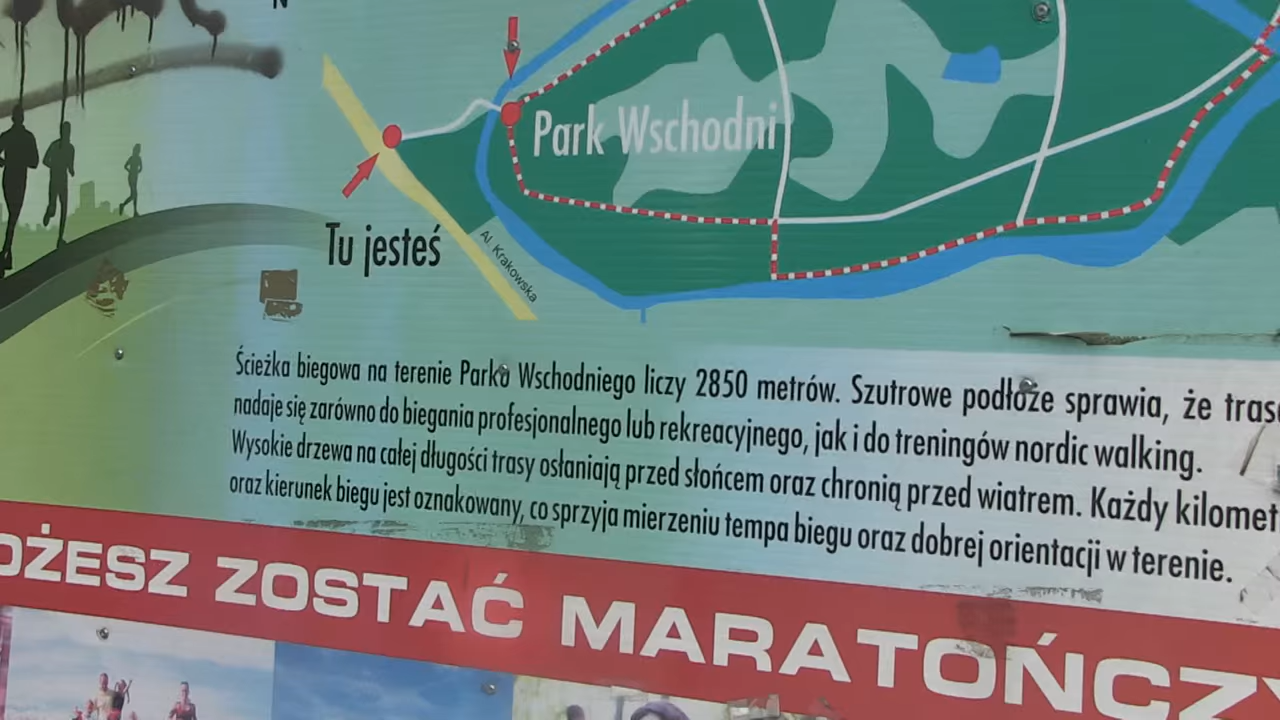 N
Park Wschodni
Tu jesteś
Al. Krakowska
Ścieżka biegowa na terenie Parku Wschodniego liczy 2850 metrów. Szutrowe podłoże sprawia, że tras
nadaje się zarówno do biegania profesjonalnego lub rekreacyjnego, jak i do treningów nordic walking.
Wysokie drzewa na całej długości trasy osłaniają przed słońcem oraz chronią przed wiatrem. Każdy kilomet
oraz kierunek biegu jest oznakowany, co sprzyja mierzeniu tempa biegu oraz dobrej orientacji w terenie.
OŻESZ ZOSTAĆ MARATOŃCZY